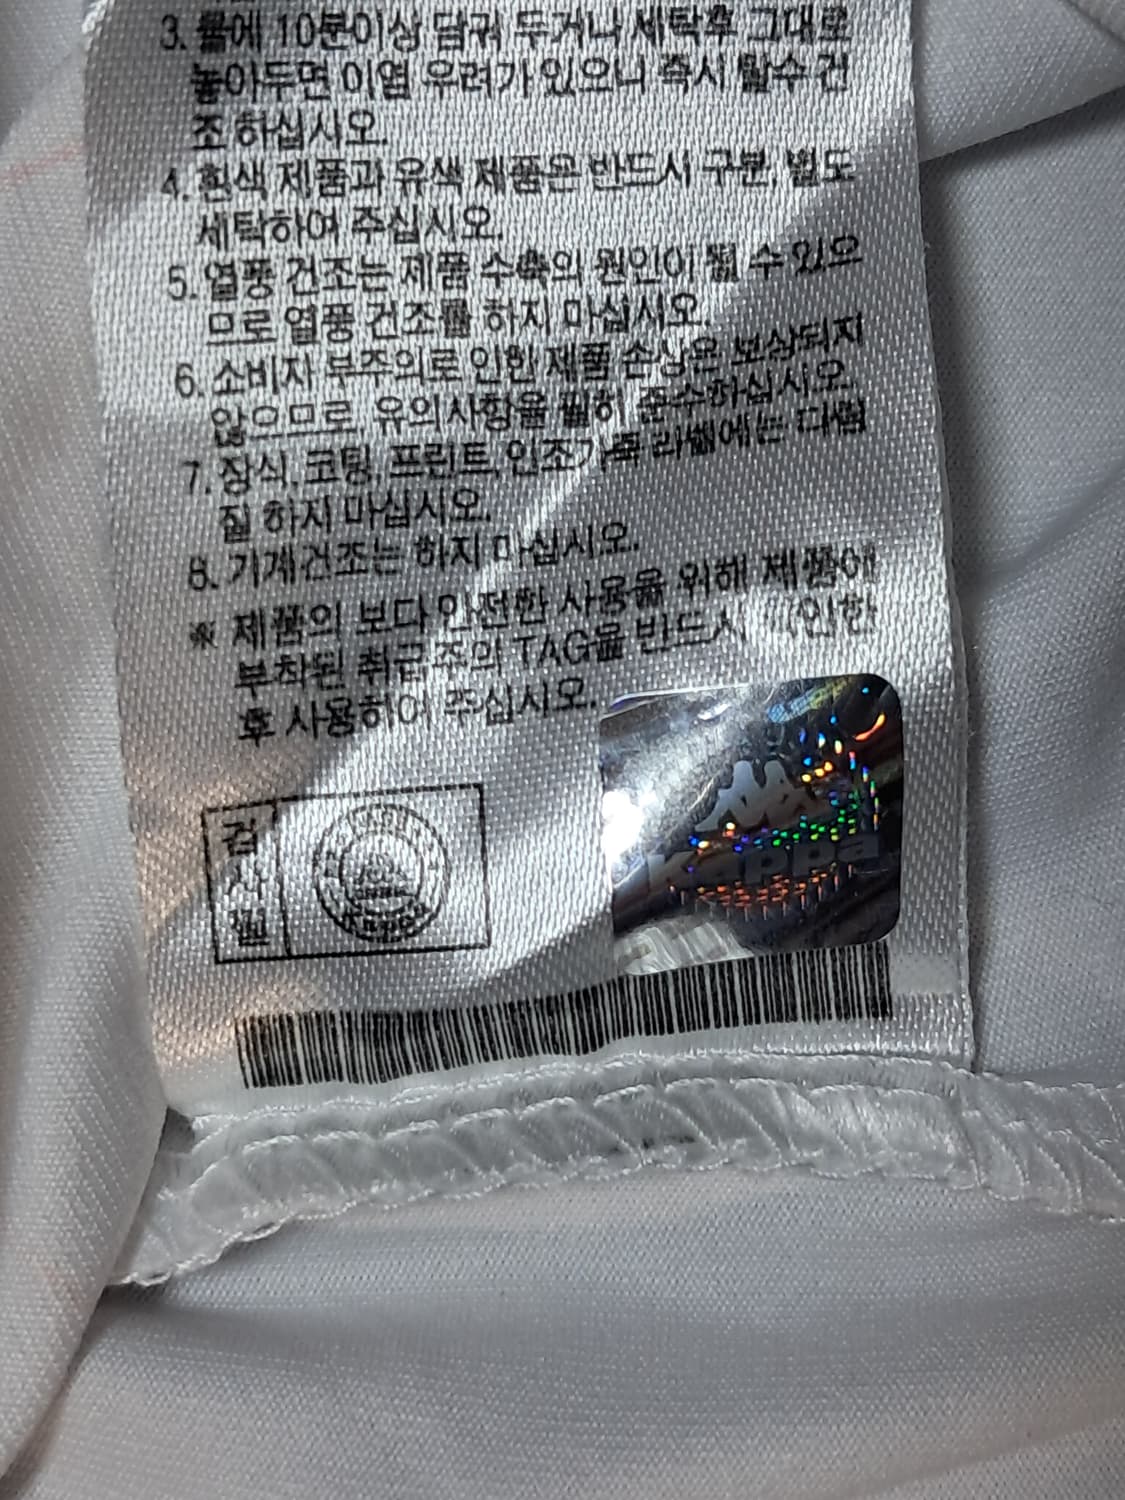 3. 물에 10분이상 담궈 두거나 세탁후 그대로
놓아두면 이염 우려가 있으니 즉시 탈수 건
조하십시오.
4. 흰색 제품과 유색 제품은 반드시 구분, 별도
세탁하여 주십시오.
5. 열풍 건조는 제품 수축의 원인이 될 수 있으
므로 열풍 건조를 하지 마십시오.
6. 소비자 부주의로 인한 제품 손상은 보상되지
않으므로 유의사항을 필히 준수하십시오.
7. 장식, 코팅, 프린트, 인조가죽 라벨에는 다림
질 하지 마십시오.
8. 기계건조는 하지 마십시오.
※ 제품의 보다 안전한 사용을 위해 제품에
부착된 취급주의 TAG을 반드시 확인한
후 사용하여 주십시오.
검사필
Kappa
Kappa